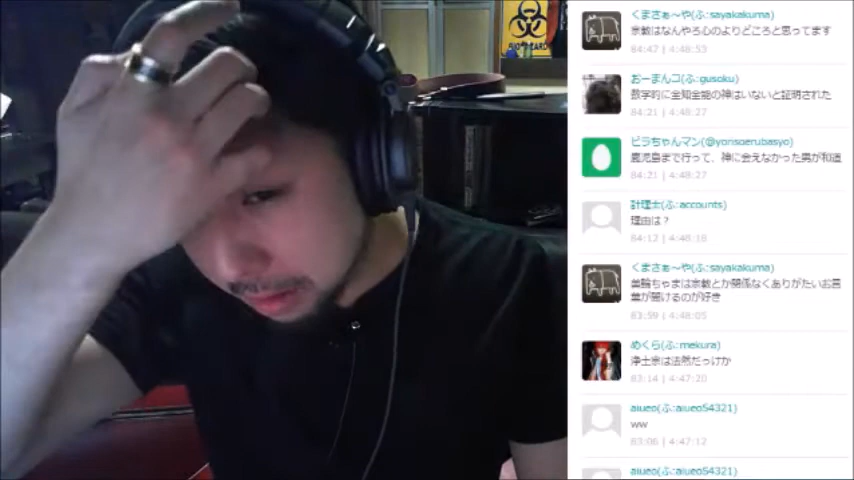 BIOHAZARD
くまさぁ〜や(ふ:sayakakuma)
宗教はなんやろ心のよりどころと思ってます
84:47 | 4:48:53
おーまんコ(ふ:gusoku)
数学的に全知全能の神はいないと証明された
84:21 | 4:48:27
ピラちゃんマン(@yonsoerubasyo)
鹿児島まで行って、神に会えなかった男が和道
84:21 | 4:48:27
計理士(ふ:accounts)
理由は？
84:12 | 4:48:18
くまさぁ〜や(ふ:sayakakuma)
美輪ちゃまは宗教とか関係なくありがたいお言
葉が聞けるのが好き
83:59 | 4:48:05
めくら(ふ:mekura)
浄土宗は法然だっけか
83:14 | 4:47:20
aiueo(ふ:aiueo54321)
ww
83:06 | 4:47:12
aiueo(ふ:aiueo54321)